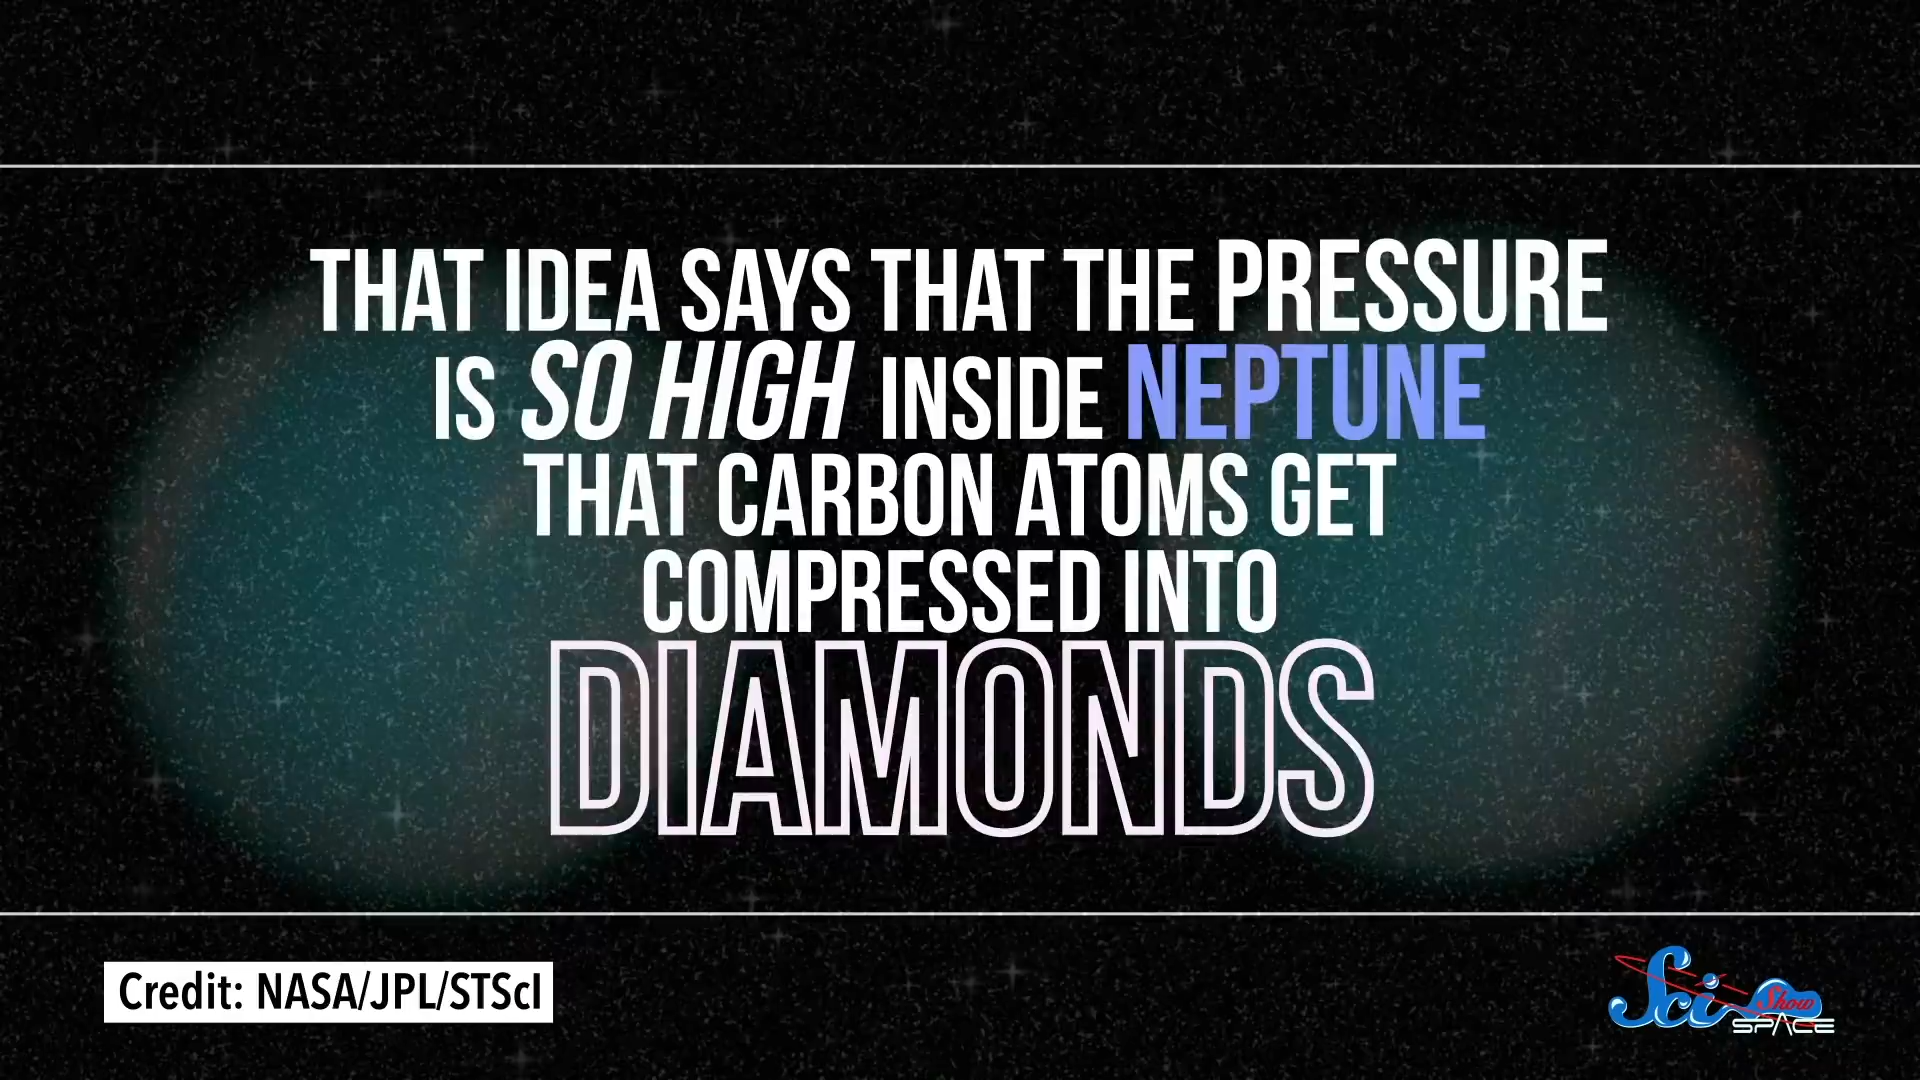 THAT IDEA SAYS THAT THE PRESSURE
IS SO HIGH INSIDE NEPTUNE
THAT CARBON ATOMS GET
COMPRESSED INTO
DIAMONDS
Credit: NASA/JPL/STScI
Sci Show
SPACE